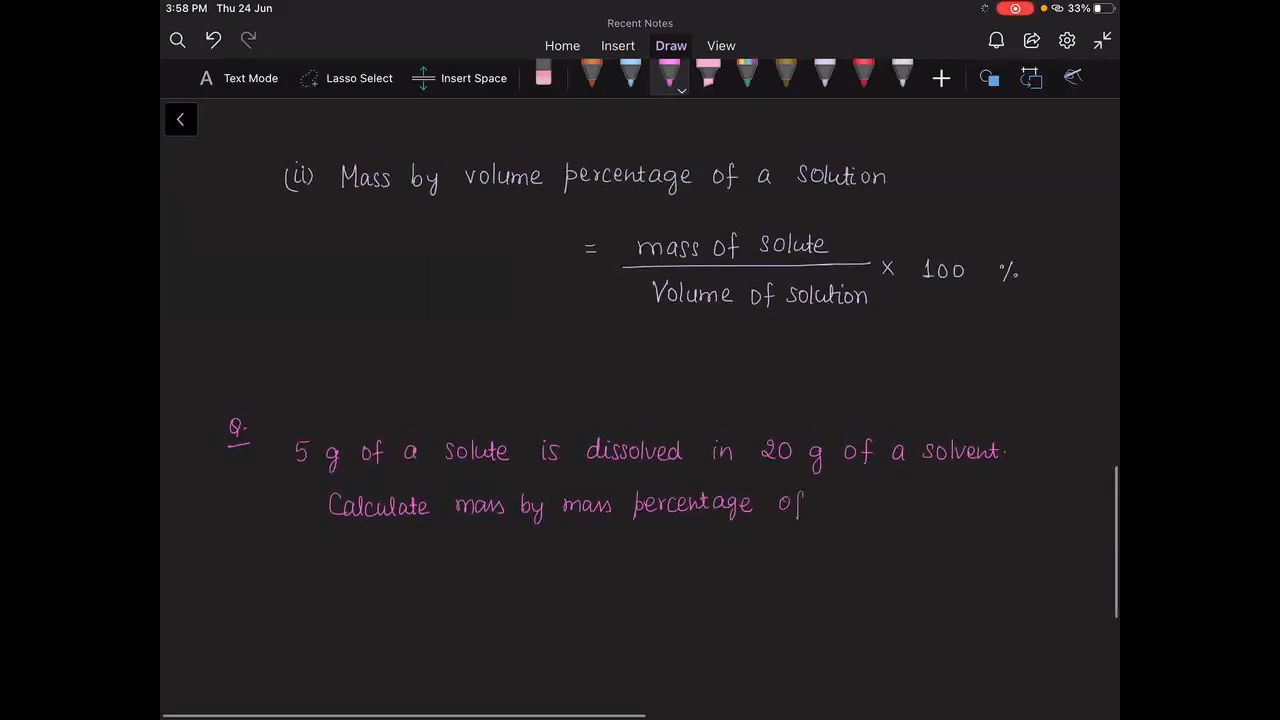 3:58 PM Thu 24 Jun
33%
Recent Notes
Home Insert Draw View
A Text Mode Lasso Select Insert Space
(ii) Mass by volume percentage of a solution
= mass of solute
Volume of solution × 100 %
Q.
5 g of a solute is dissolved in 20 g of a solvent.
Calculate mass by mass percentage of